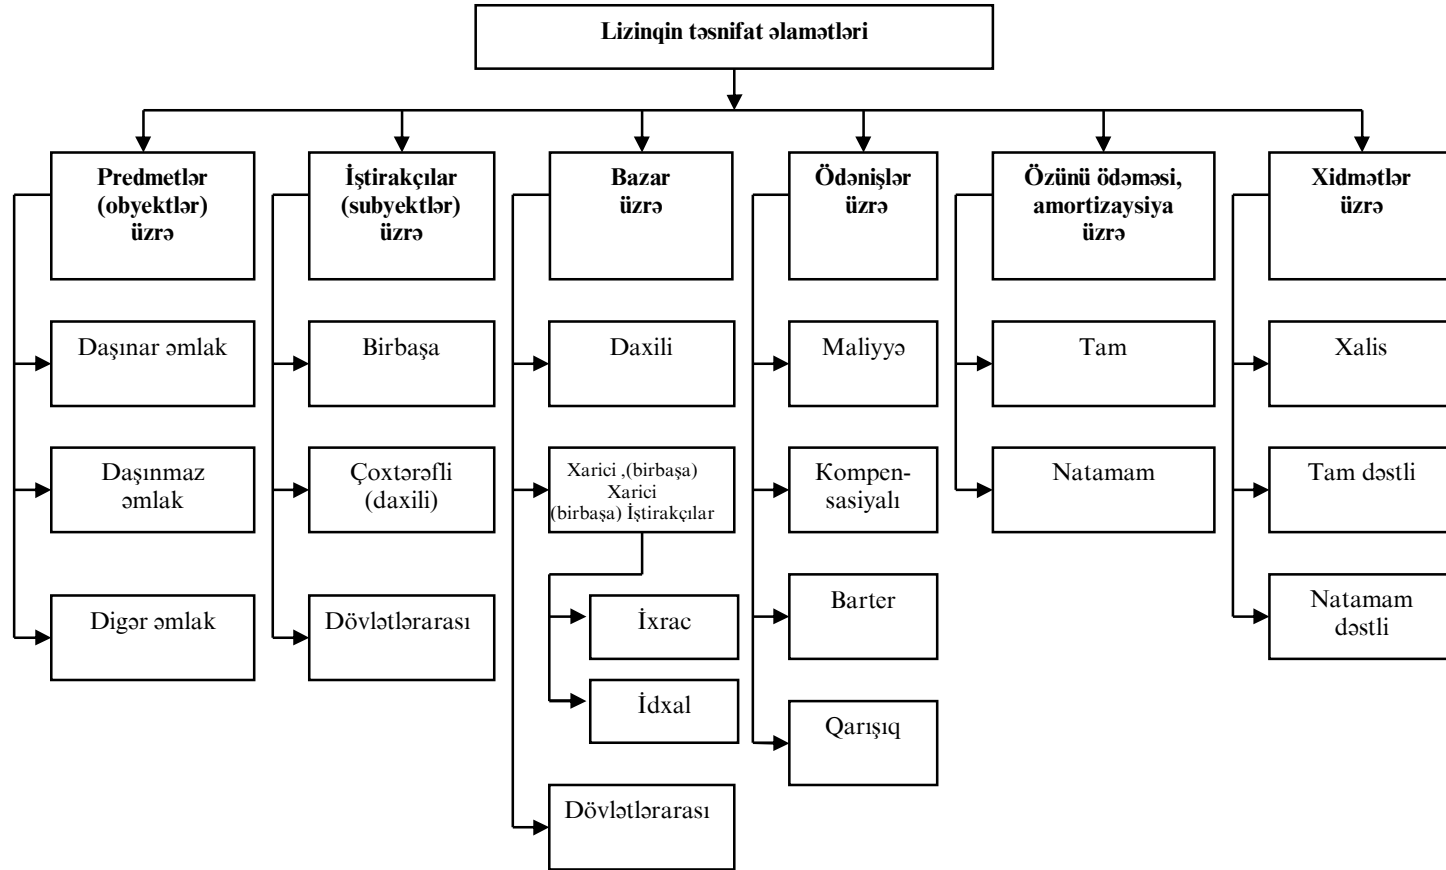 Lizinqin təsnifat əlamətləri
Predmetlər
(obyektlər)
üzrə
İştirakçılar
(subyektlər)
üzrə
Bazar
üzrə
Ödənişlər
üzrə
Özünü ödəməsi,
amortizaysiya
üzrə
Xidmətlər
üzrə
Daşınar əmlak
Birbaşa
Daxili
Maliyyə
Tam
Xalis
Daşınmaz
əmlak
Çoxtərəfli
(daxili)
Xarici ,(birbaşa)
Xarici
(birbaşa) İştirakçılar
Kompen-
sasiyalı
Natamam
Tam dəstli
Digər əmlak
Dövlətlərarası
İxrac
Barter
Natamam
dəstli
İdxal
Qarışıq
Dövlətlərarası